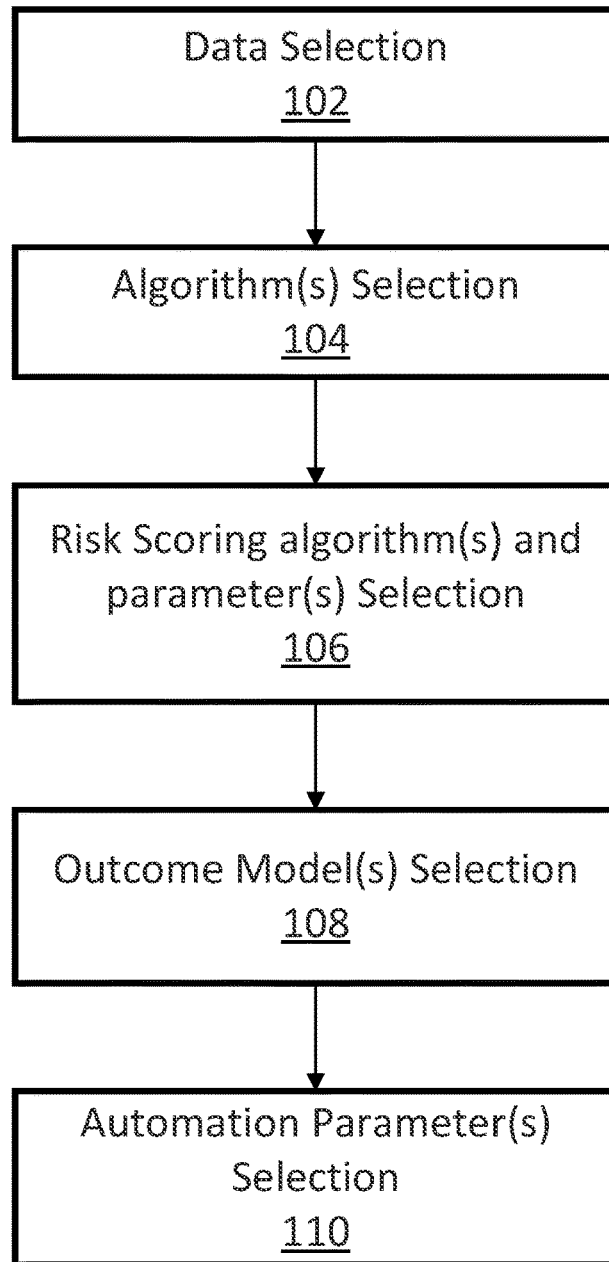 Data Selection
102
Algorithm(s) Selection
104
Risk Scoring algorithm(s) and
parameter(s) Selection
106
Outcome Model(s) Selection
108
Automation Parameter(s)
Selection
110